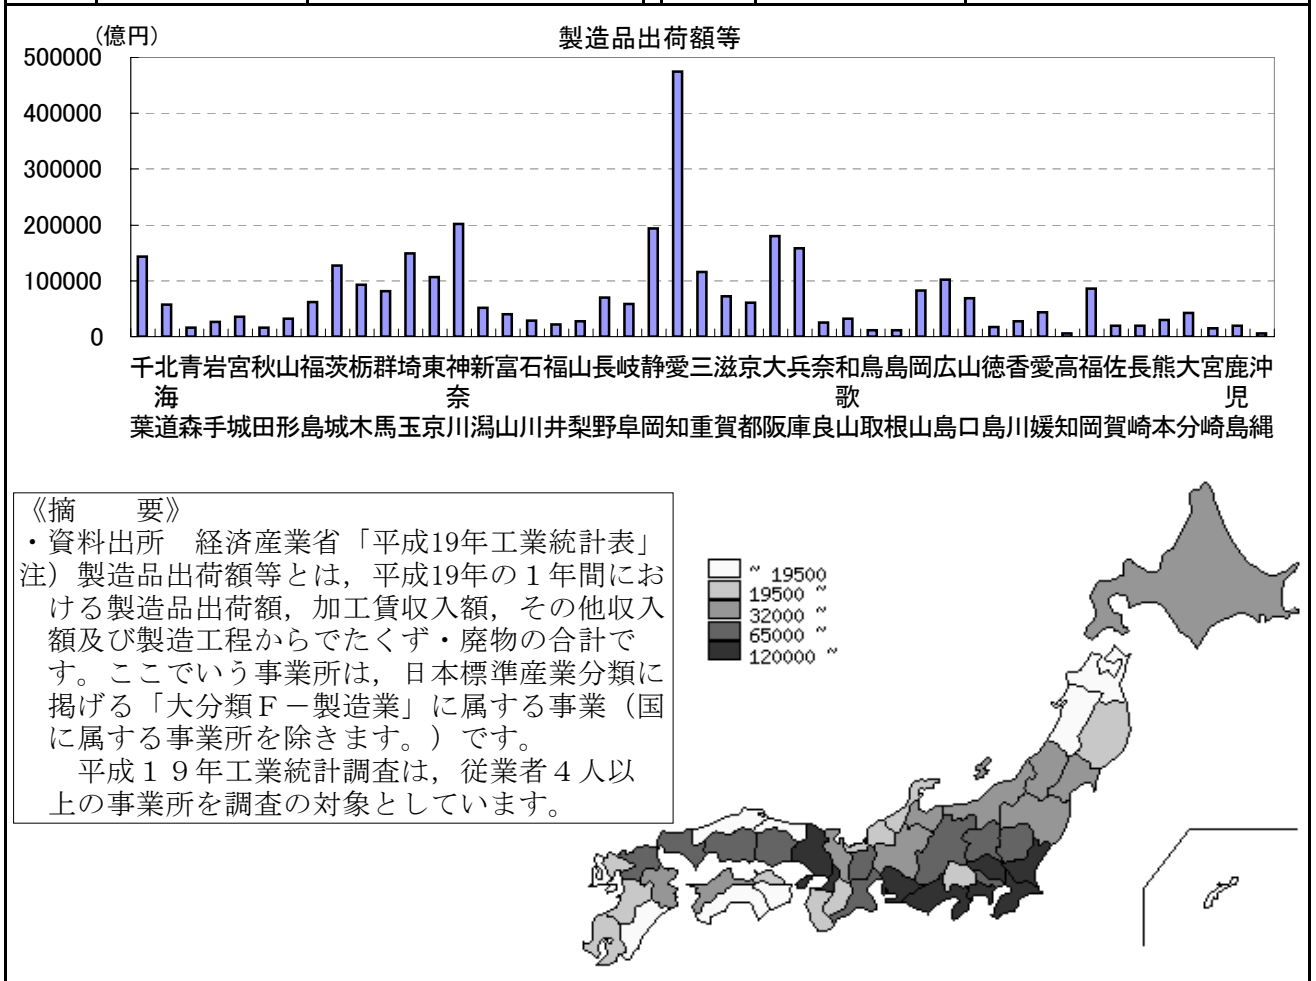 （億円）
製造品出荷額等
500000
400000
300000
200000
100000
0
千葉 北海道 青森 岩手 宮城 秋田 山形 福島 茨城 栃木 群馬 埼玉 東京 神奈川 新潟 富山 石川 福井 山梨 長野 岐阜 静岡 愛知 三重 滋賀 京都 大阪 兵庫 奈良 和歌山 鳥取 島根 岡山 広島 山口 徳島 香川 愛媛 高知 福岡 佐賀 長崎 熊本 大分 宮崎 鹿児島 沖縄
《摘　　要》
・資料出所　経済産業省「平成19年工業統計表」
注）製造品出荷額等とは，平成19年の１年間にお
ける製造品出荷額，加工賃収入額，その他収入
額及び製造工程からでたくず・廃物の合計で
す。ここでいう事業所は，日本標準産業分類に
掲げる「大分類Ｆ－製造業」に属する事業（国
に属する事業所を除きます。）です。
平成１９年工業統計調査は，従業者４人以
上の事業所を調査の対象としています。
~ 19500
19500 ~
32000 ~
65000 ~
120000 ~